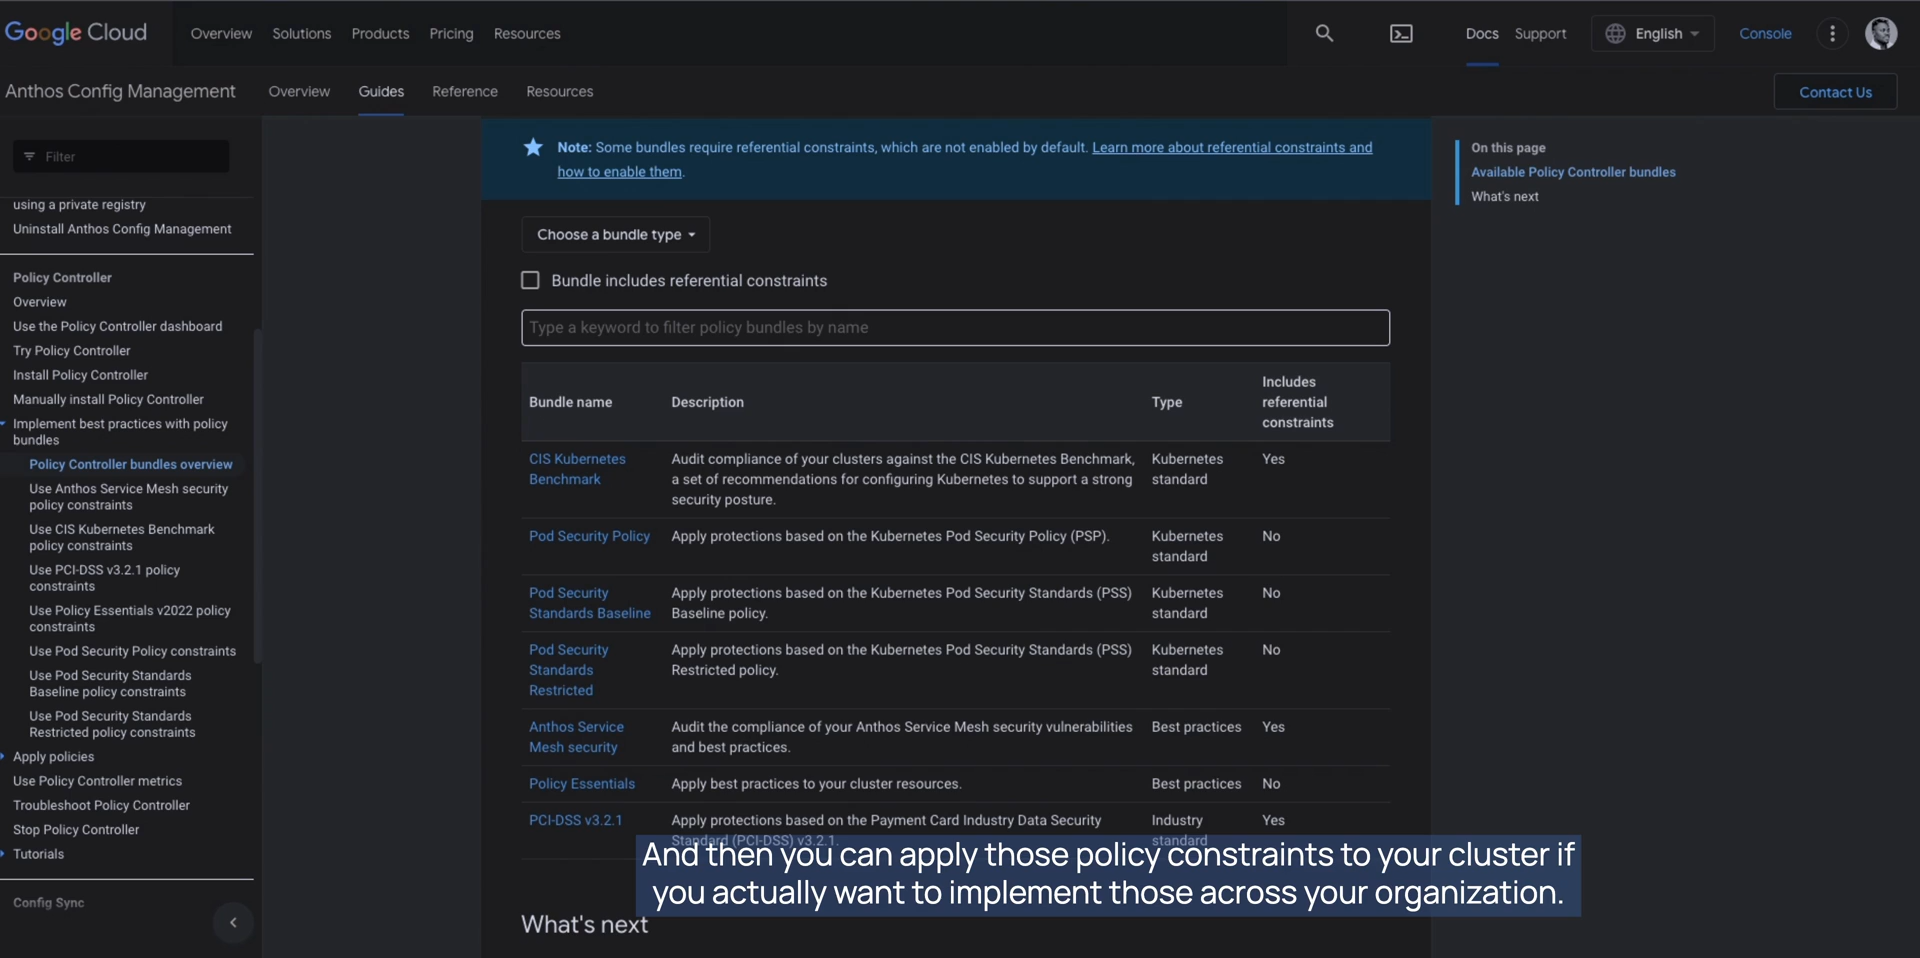 Google Cloud
Overview
Solutions
Products
Pricing
Resources
Docs
Support
English
Console
Anthos Config Management
Overview
Guides
Reference
Resources
Contact Us
Filter
using a private registry
Uninstall Anthos Config Management
Policy Controller
Overview
Use the Policy Controller dashboard
Try Policy Controller
Install Policy Controller
Manually install Policy Controller
Implement best practices with policy
bundles
Policy Controller bundles overview
Use Anthos Service Mesh security
policy constraints
Use CIS Kubernetes Benchmark
policy constraints
Use PCI-DSS v3.2.1 policy
constraints
Use Policy Essentials v2022 policy
constraints
Use Pod Security Policy constraints
Use Pod Security Standards
Baseline policy constraints
Use Pod Security Standards
Restricted policy constraints
Apply policies
Use Policy Controller metrics
Troubleshoot Policy Controller
Stop Policy Controller
Tutorials
Config Sync
Note: Some bundles require referential constraints, which are not enabled by default. Learn more about referential constraints and
how to enable them.
Choose a bundle type
Bundle includes referential constraints
Type a keyword to filter policy bundles by name
Bundle name
Description
Type
Includes
referential
constraints
CIS Kubernetes
Benchmark
Audit compliance of your clusters against the CIS Kubernetes Benchmark,
a set of recommendations for configuring Kubernetes to support a strong
security posture.
Kubernetes
standard
Yes
Pod Security Policy
Apply protections based on the Kubernetes Pod Security Policy (PSP).
Kubernetes
standard
No
Pod Security
Standards Baseline
Apply protections based on the Kubernetes Pod Security Standards (PSS)
Baseline policy.
Kubernetes
standard
No
Pod Security
Standards
Restricted
Apply protections based on the Kubernetes Pod Security Standards (PSS)
Restricted policy.
Kubernetes
standard
No
Anthos Service
Mesh security
Audit the compliance of your Anthos Service Mesh security vulnerabilities
and best practices.
Best practices
Yes
Policy Essentials
Apply best practices to your cluster resources.
Best practices
No
PCI-DSS v3.2.1
Apply protections based on the Payment Card Industry Data Security
Standard (PCI-DSS) v3.2.1.
Industry
standard
Yes
And then you can apply those policy constraints to your cluster if
you actually want to implement those across your organization.
What's next
On this page
Available Policy Controller bundles
What's next